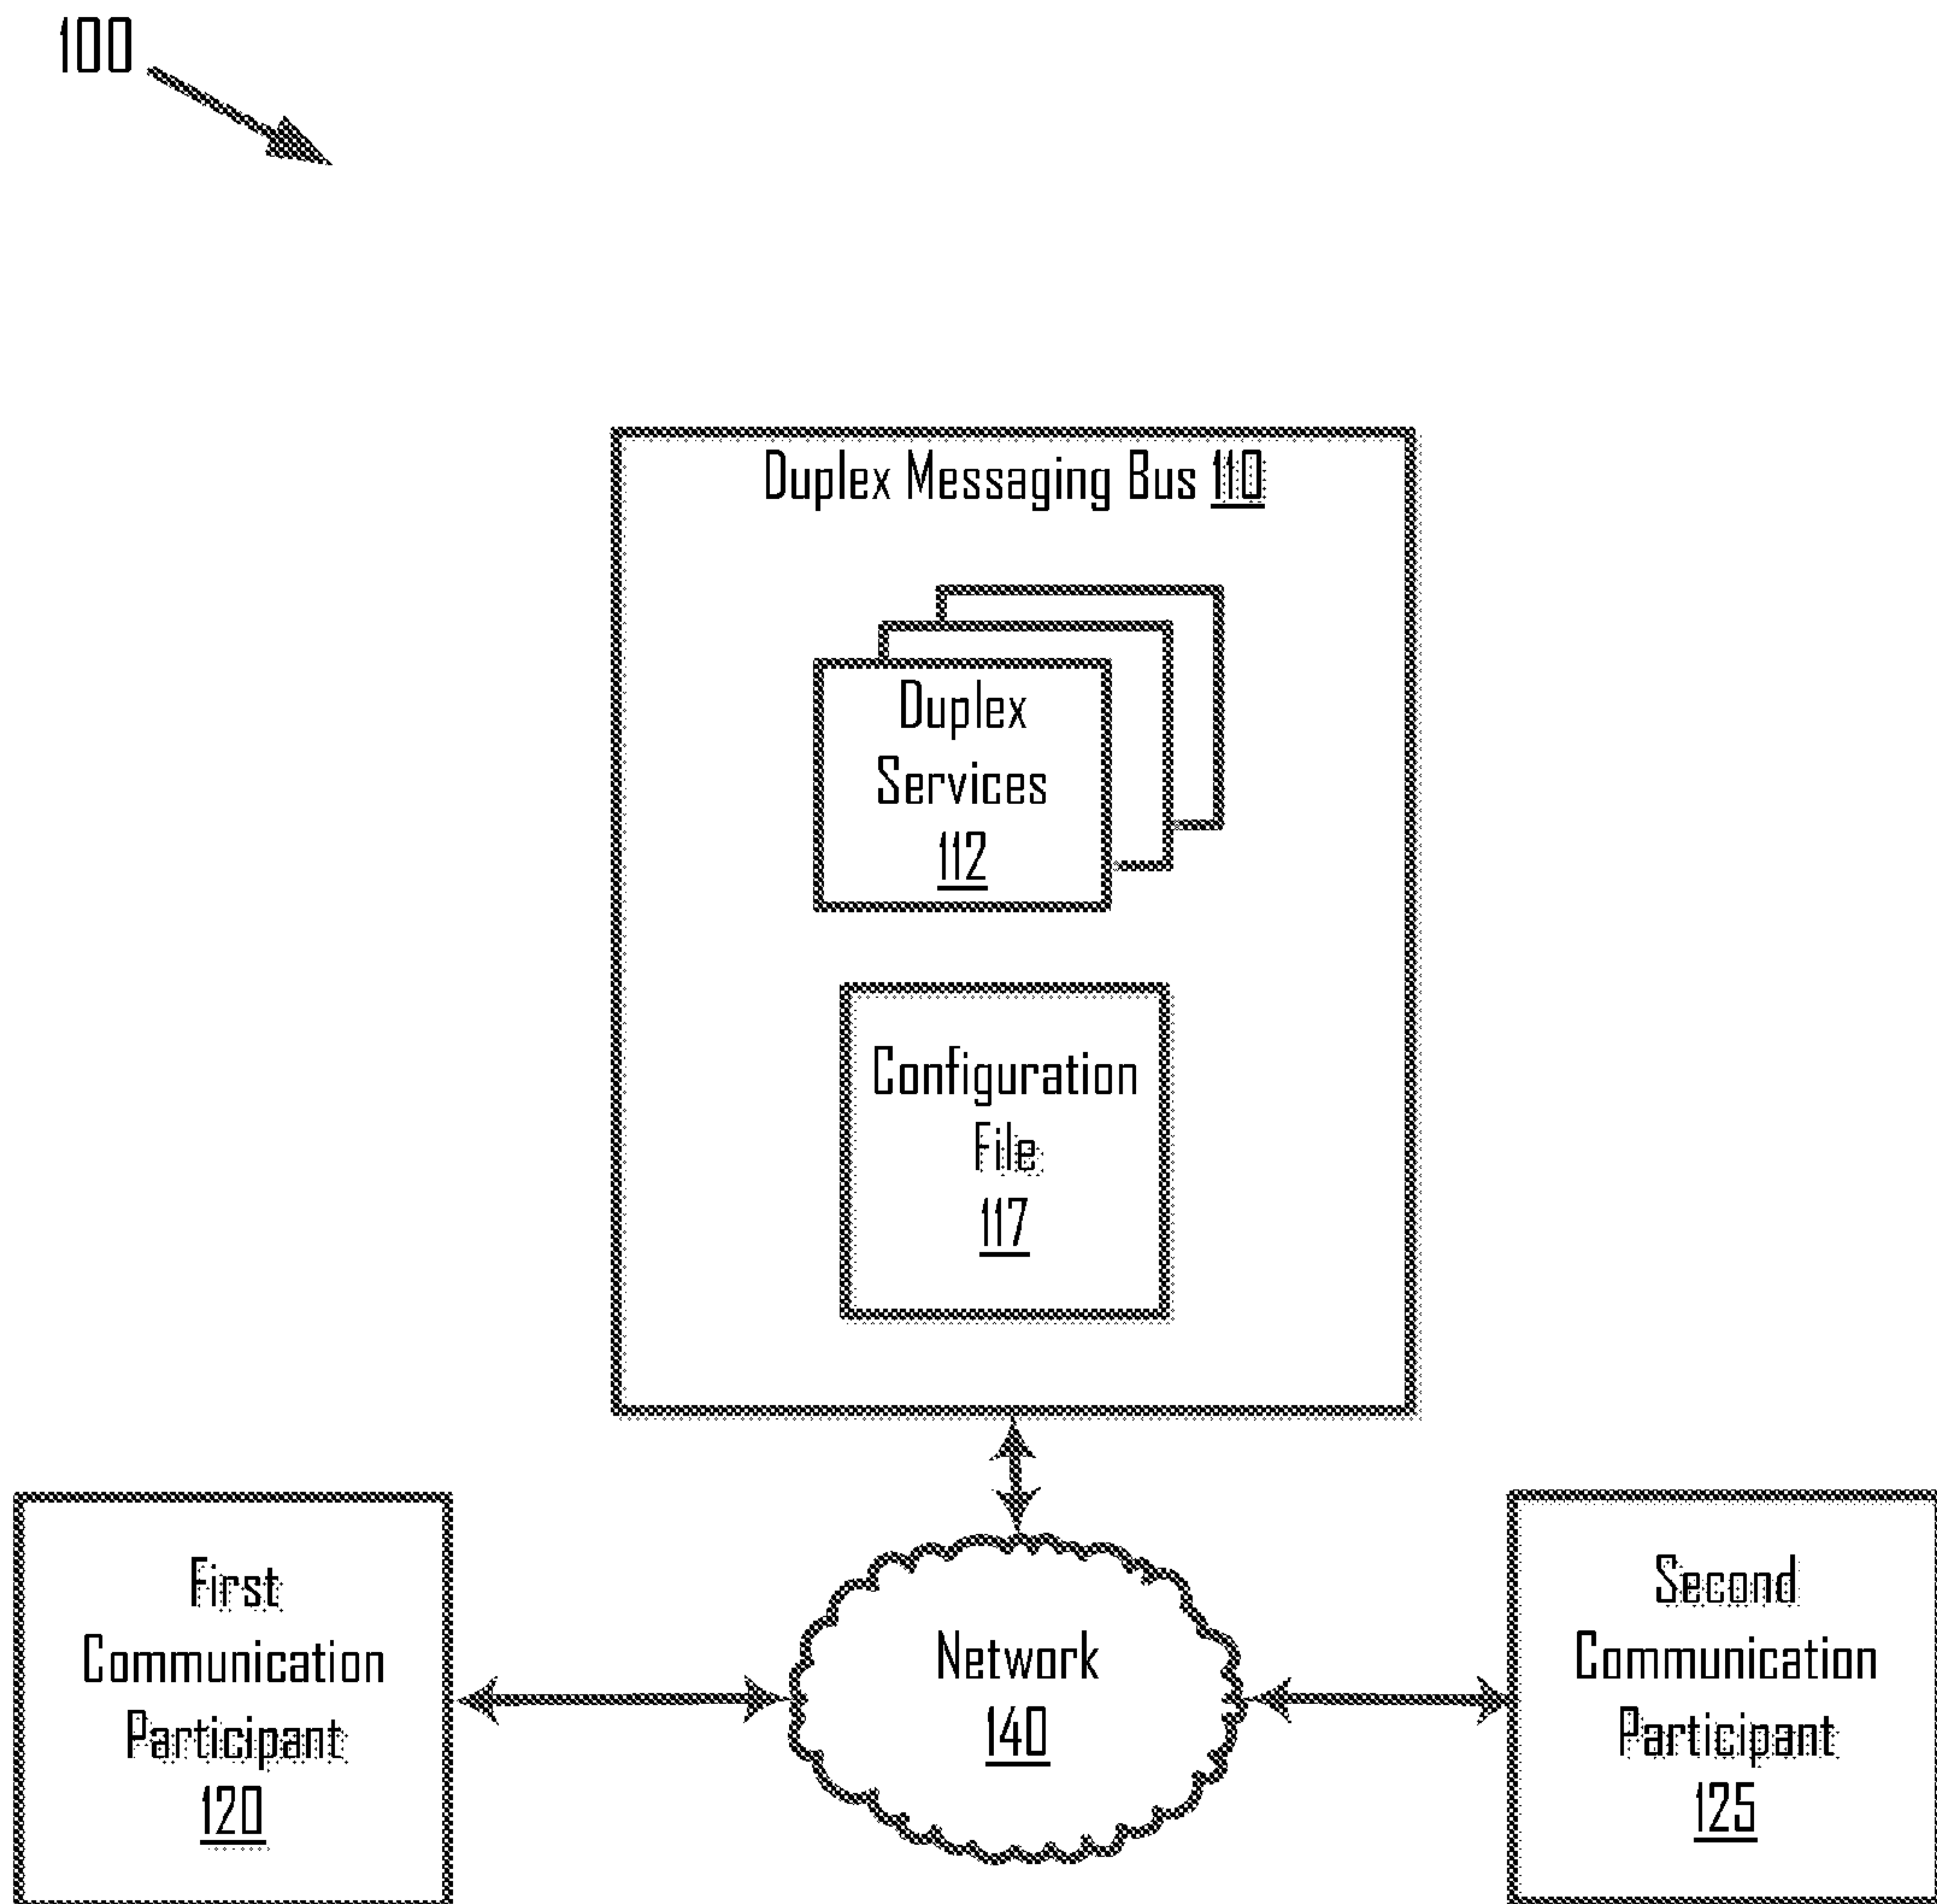 100
Duplex Messaging Bus 110
Duplex
Services
112
Configuration
File
117
First
Communication
Participant
120
Network
140
Second
Communication
Participant
125